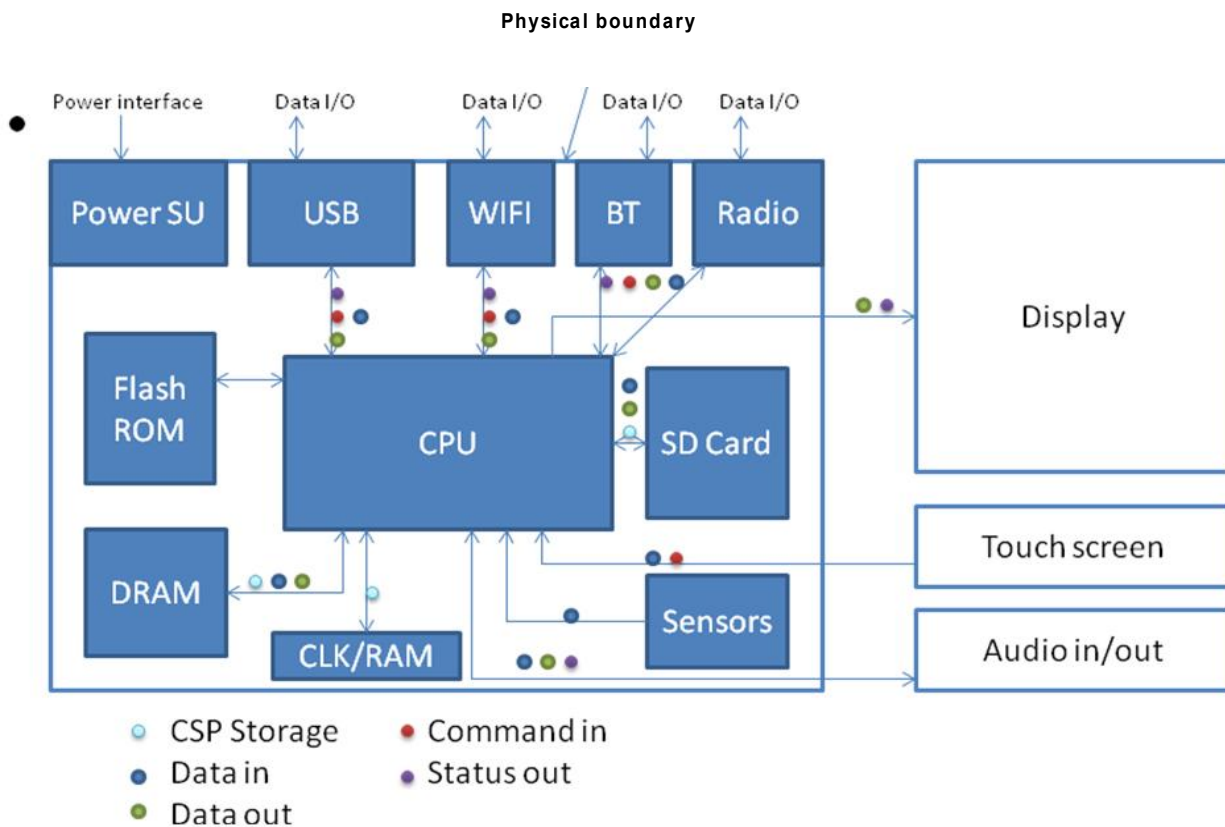 Physical boundary
Power interface
Data I/O
Data I/O
Data I/O
Data I/O
Power SU
USB
WIFI
BT
Radio
Display
Flash
ROM
CPU
SD Card
Touch screen
DRAM
Sensors
CLK/RAM
Audio in/out
CSP Storage
Command in
Data in
Status out
Data out